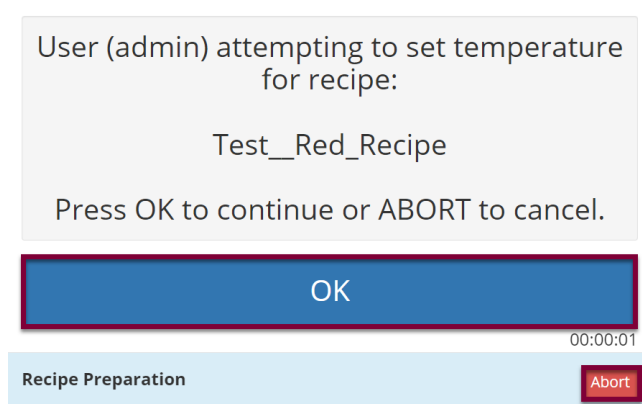 User (admin) attempting to set temperature
for recipe:
Test__Red_Recipe
Press OK to continue or ABORT to cancel.
OK
00:00:01
Recipe Preparation
Abort